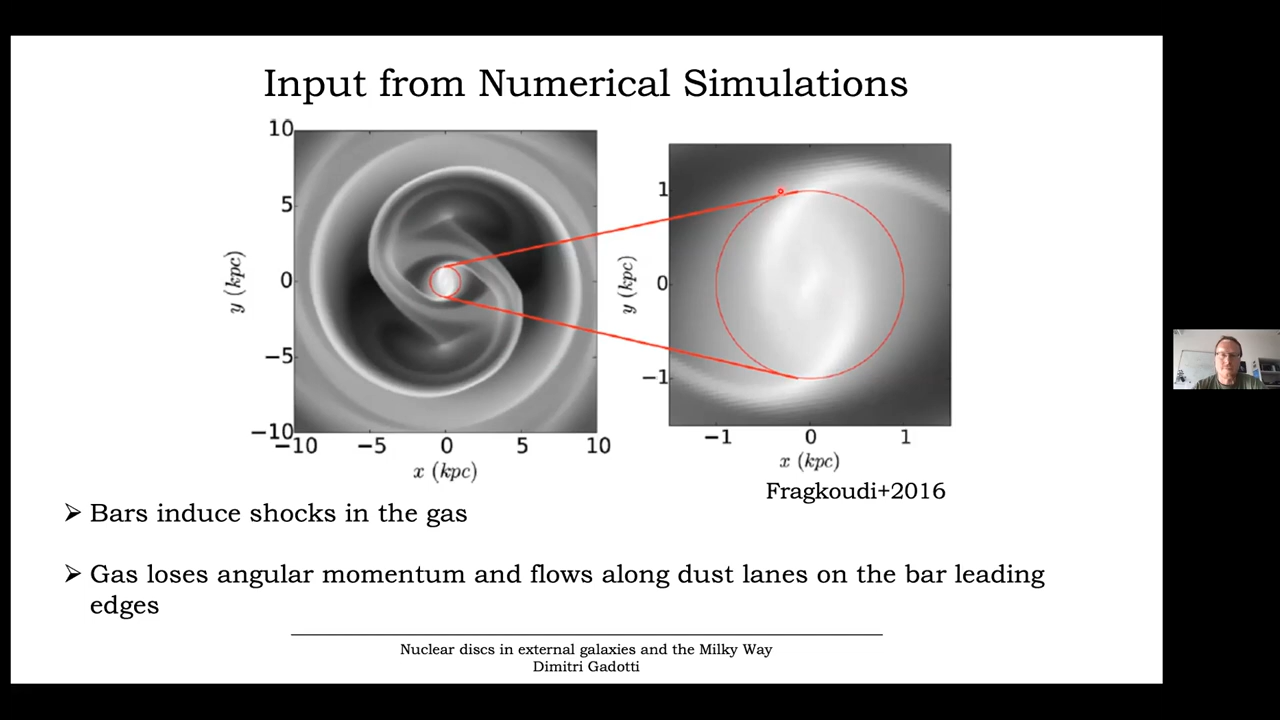 Input from Numerical Simulations
10
5
0
−5
−10
y (kpc)
−10 −5 0 5 10
x (kpc)
1
0
−1
y (kpc)
−1 0 1
x (kpc)
Fragkoudi+2016
➢ Bars induce shocks in the gas
➢ Gas loses angular momentum and flows along dust lanes on the bar leading
edges
Nuclear discs in external galaxies and the Milky Way
Dimitri Gadotti